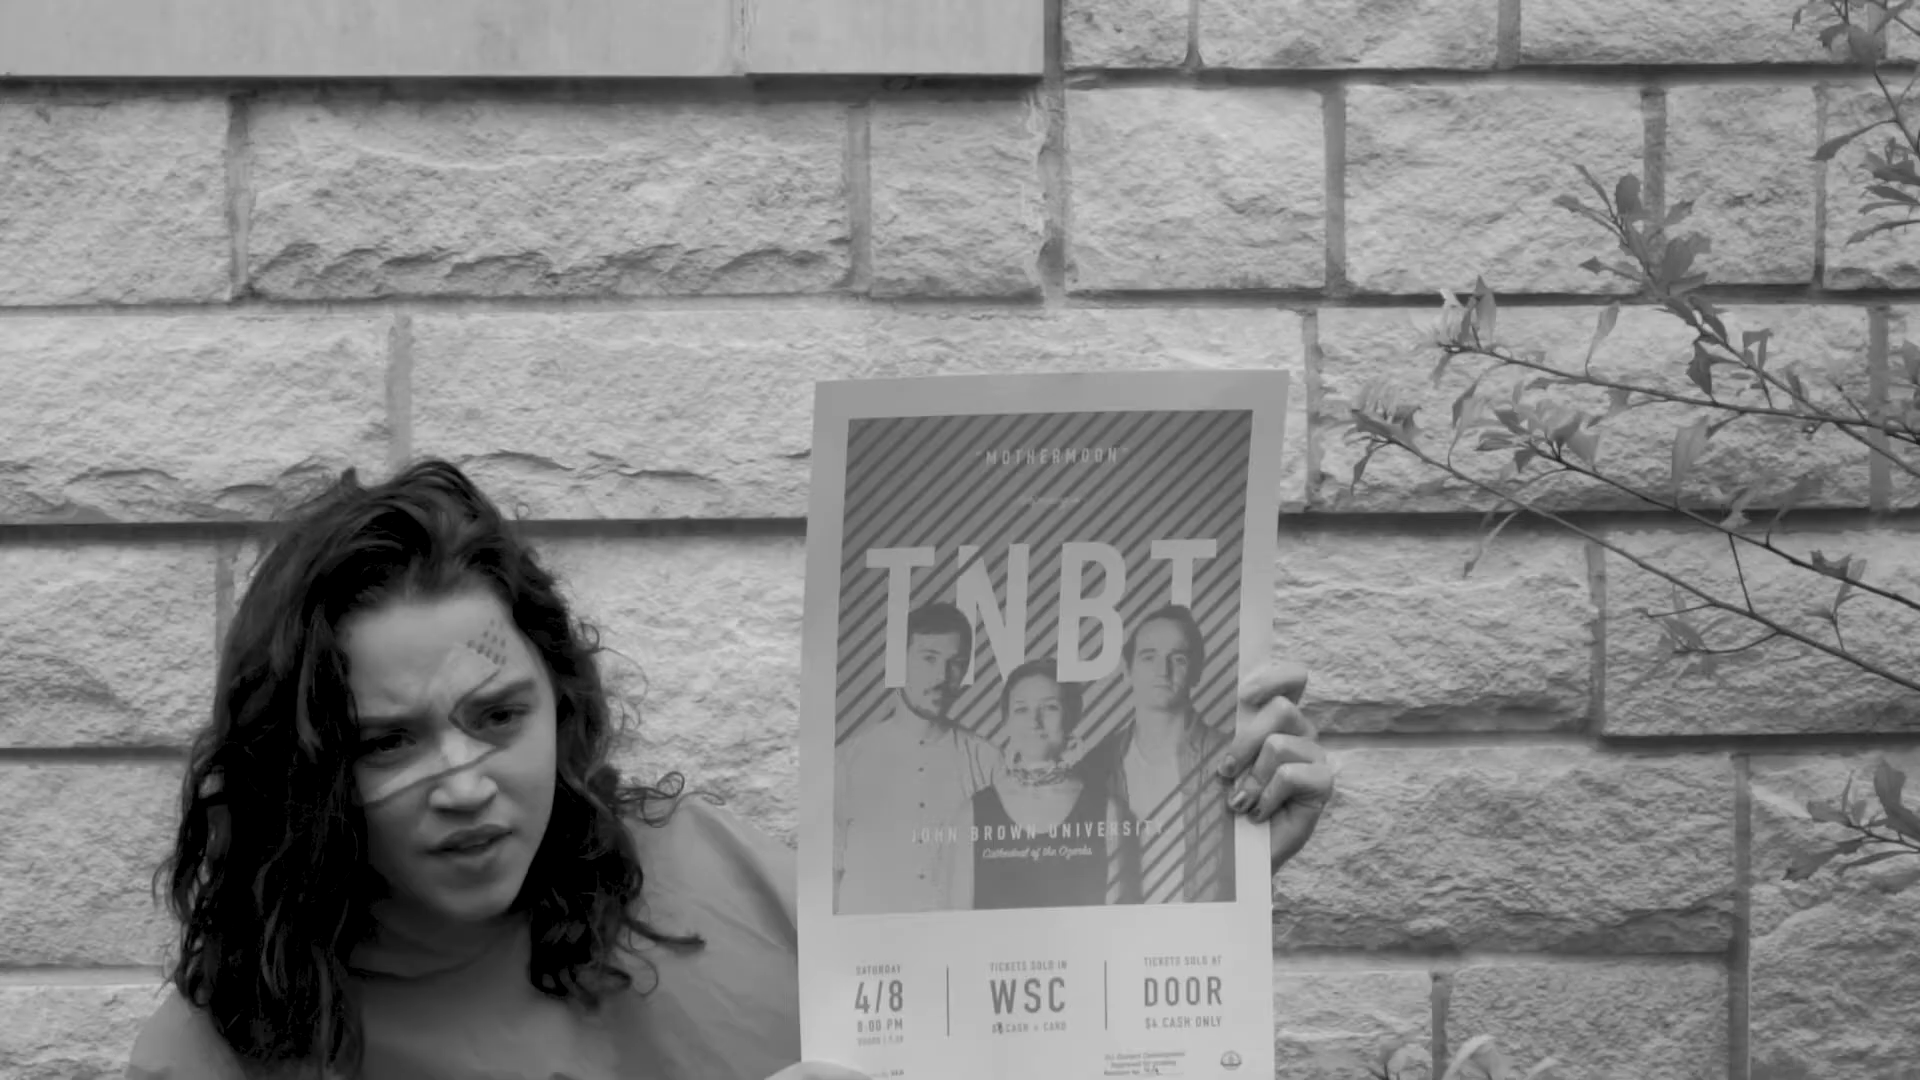 "MOTHERMOON"
TNBT
JOHN BROWN UNIVERSITY
Cathedral of the Ozarks
SATURDAY
4/8
8:00 PM
TICKETS SOLD IN
WSC
CASH + CARD
TICKETS SOLD AT
DOOR
$4 CASH ONLY